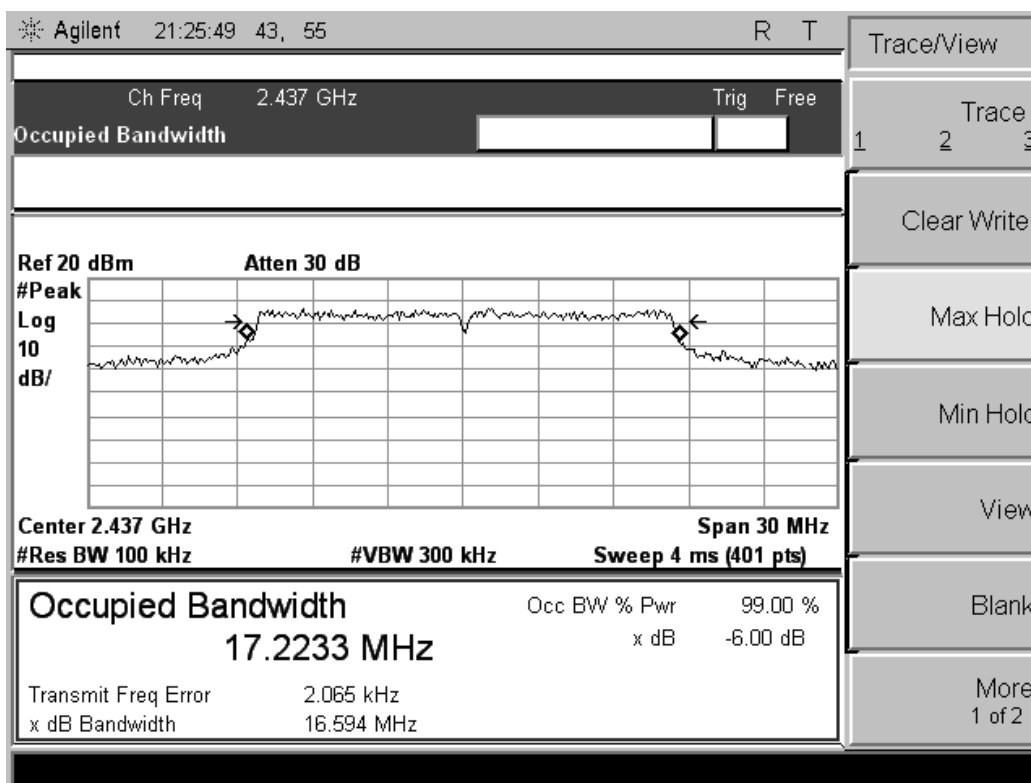 Agilent 21:25:49 43, 55 R T
Trace/View
Ch Freq 2.437 GHz Trig Free
Occupied Bandwidth
Trace
1 2 3
Clear Write
Max Hold
Min Hold
View
Blank
More
1 of 2
Ref 20 dBm Atten 30 dB
#Peak
Log
10
dB/
Center 2.437 GHz Span 30 MHz
#Res BW 100 kHz #VBW 300 kHz Sweep 4 ms (401 pts)
Occupied Bandwidth Occ BW % Pwr 99.00 %
17.2233 MHz x dB -6.00 dB
Transmit Freq Error 2.065 kHz
x dB Bandwidth 16.594 MHz